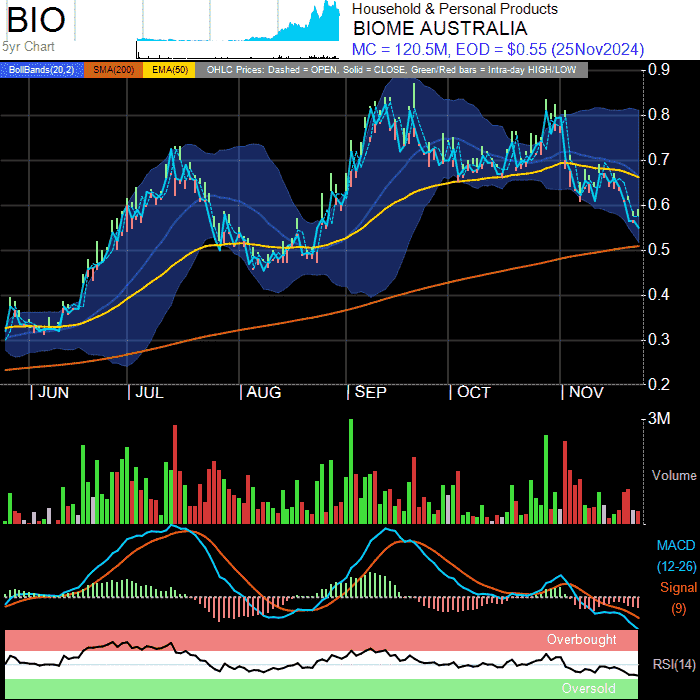 BIO
5yr Chart
Household & Personal Products
BIOME AUSTRALIA
MC = 120.5M, EOD = $0.55 (25Nov2024)
BollBands(20,2) SMA(200) EMA(50) OHLC Prices: Dashed = OPEN, Solid = CLOSE, Green/Red bars = Intra-day HIGH/LOW
0.9
0.8
0.7
0.6
0.5
0.4
0.3
0.2
JUN JUL AUG SEP OCT NOV
3M
Volume
MACD
(12-26)
Signal
(9)
Overbought
RSI(14)
Oversold